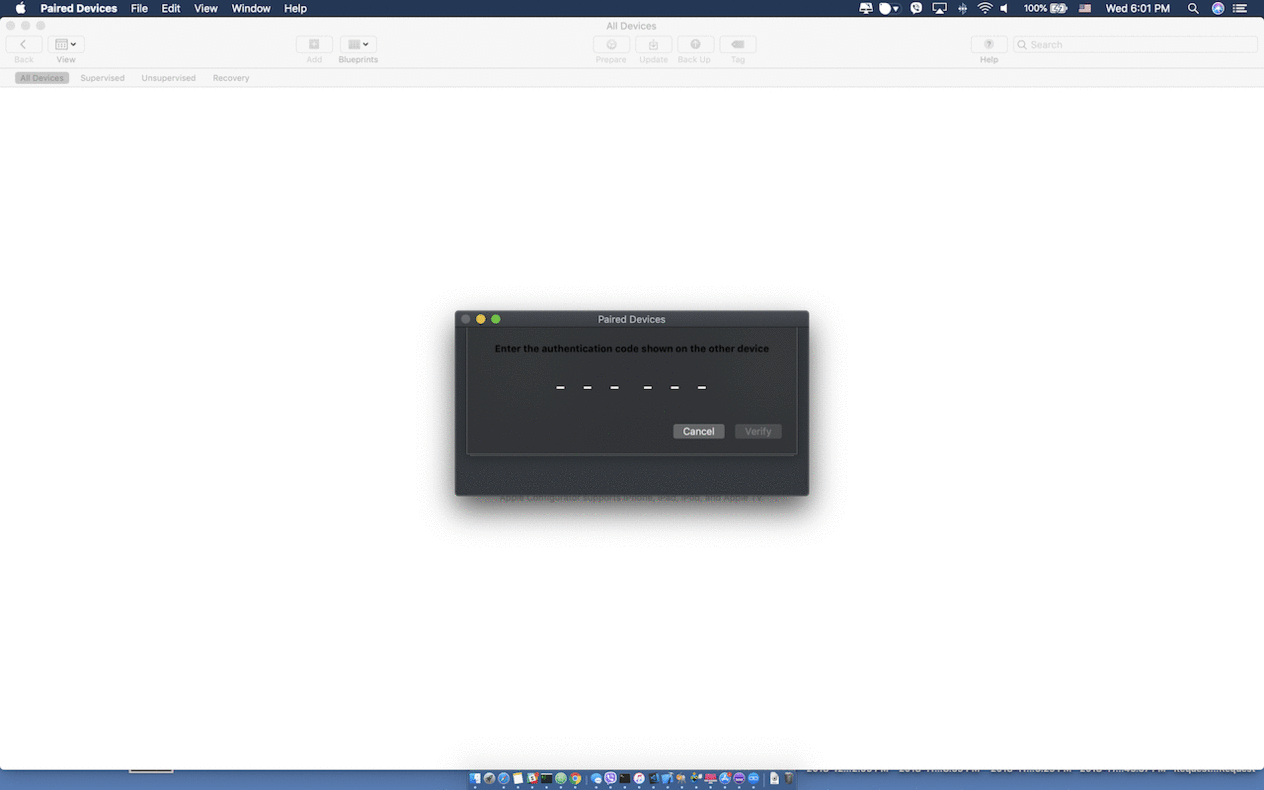 Paired Devices File Edit View Window Help 100% Wed 6:01 PM
All Devices
Search
Back View Add Blueprints Prepare Update Back Up Tag Help
All Devices Supervised Unsupervised Recovery
Paired Devices
Enter the authentication code shown on the other device
Cancel Verify
Apple Configurator supports iPhone, iPad, iPod, and Apple TV